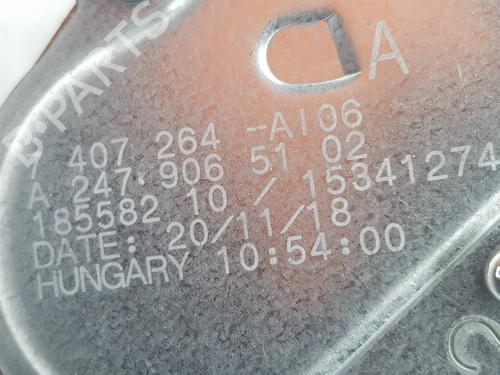 A
7 407 264 -AI06
A 247.906 51 02
185582 10 / 15341274
DATE: 20/11/18
HUNGARY 10:54:00
B-PARTS